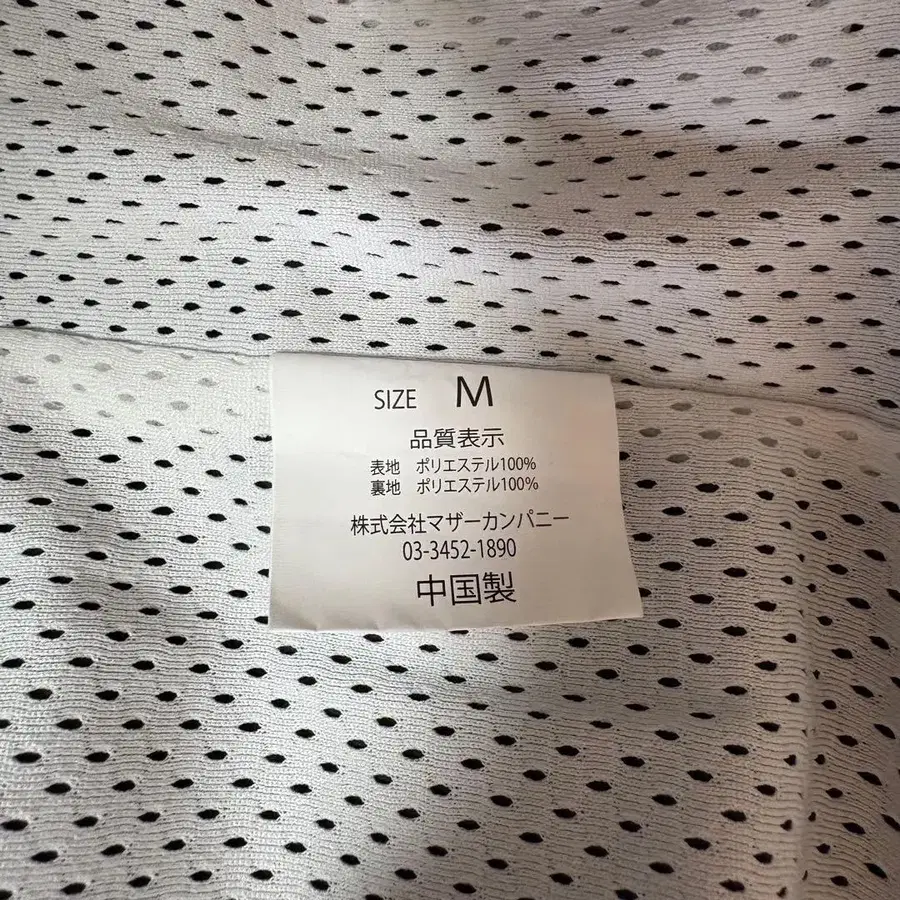 SIZE M
品質表示
表地 ポリエステル100%
裏地 ポリエステル100%
株式会社マザーカンパニー
03-3452-1890
中国製